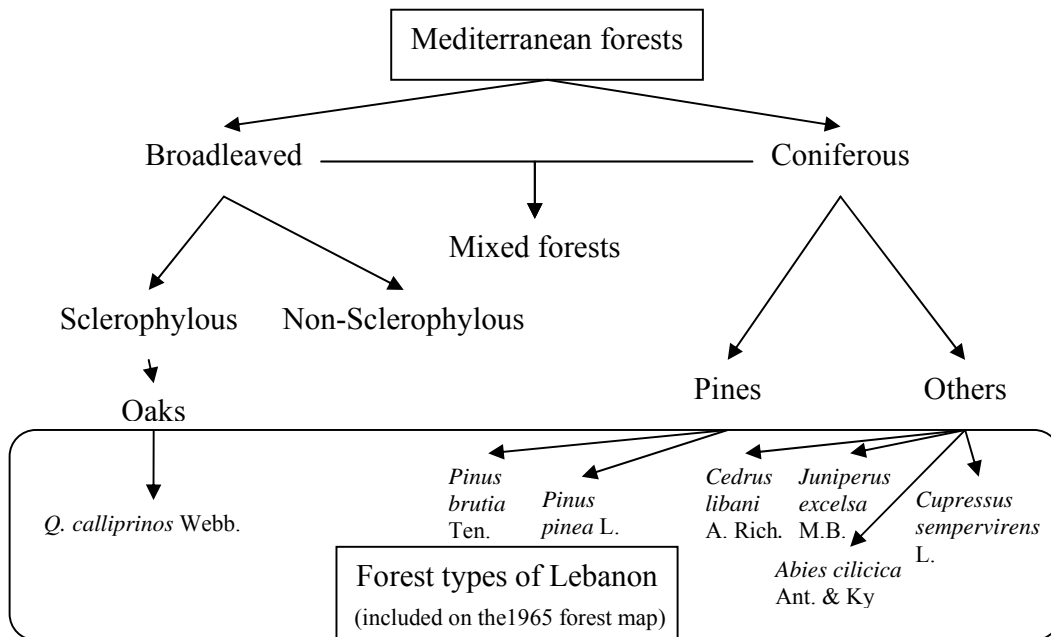 Mediterranean forests
Broadleaved
Coniferous
Mixed forests
Sclerophylous
Non-Sclerophylous
Pines
Others
Oaks
Q. calliprinos Webb.
Pinus
brutia
Ten.
Pinus
pinea L.
Cedrus
libani
A. Rich.
Juniperus
excelsa
M.B.
Cupressus
sempervirens
L.
Abies cilicica
Ant. & Ky
Forest types of Lebanon
(included on the1965 forest map)